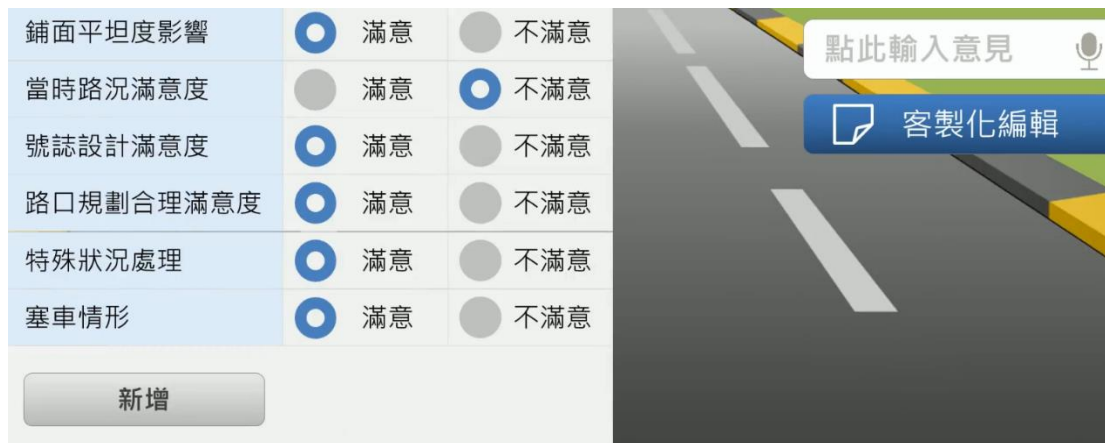 鋪面平坦度影響 滿意 不滿意
當時路況滿意度 滿意 不滿意
號誌設計滿意度 滿意 不滿意
路口規劃合理滿意度 滿意 不滿意
特殊狀況處理 滿意 不滿意
塞車情形 滿意 不滿意
新增
點此輸入意見
客製化編輯